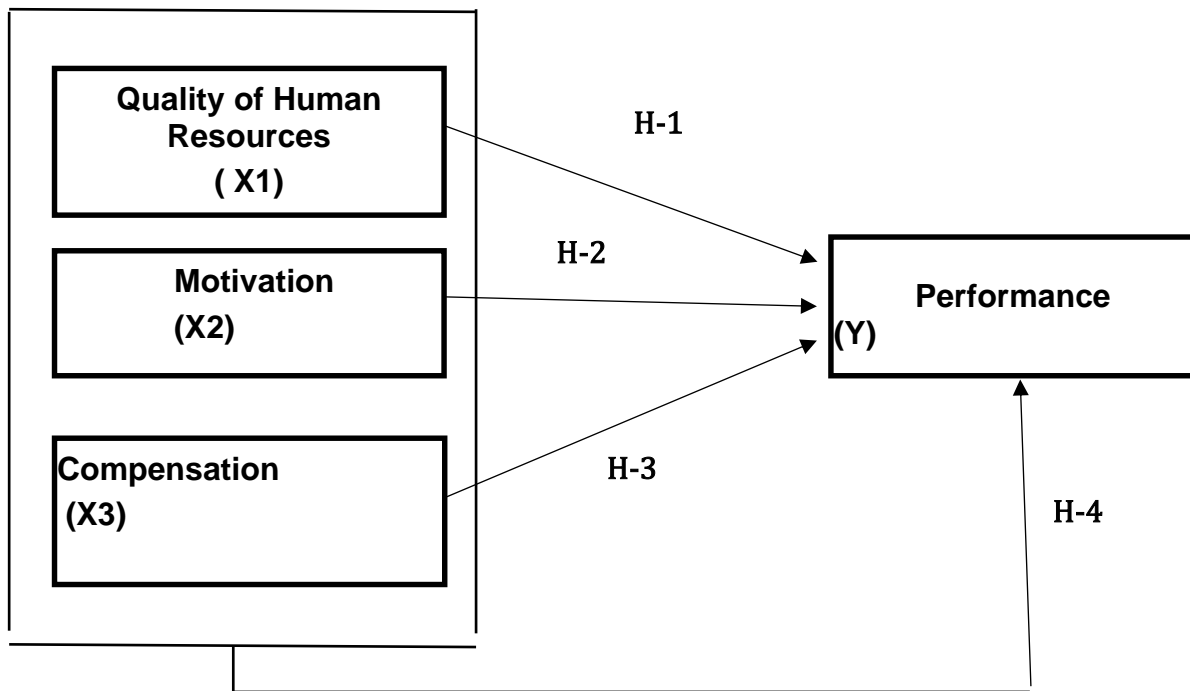 Quality of Human
Resources
( X1)
H-1
Motivation
(X2)
H-2
Performance
(Y)
Compensation
(X3)
H-3
H-4